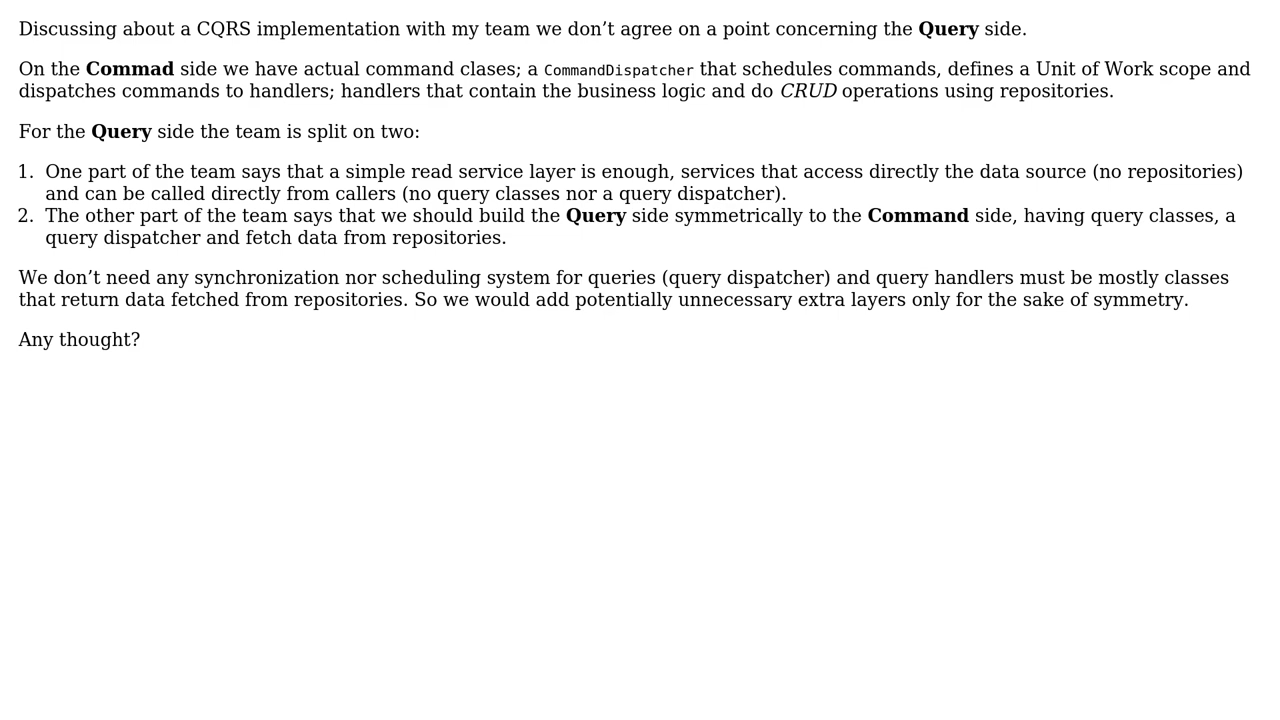 Discussing about a CQRS implementation with my team we don’t agree on a point concerning the Query side.
On the Commad side we have actual command clases; a CommandDispatcher that schedules commands, defines a Unit of Work scope and
dispatches commands to handlers; handlers that contain the business logic and do CRUD operations using repositories.
For the Query side the team is split on two:
1. One part of the team says that a simple read service layer is enough, services that access directly the data source (no repositories)
and can be called directly from callers (no query classes nor a query dispatcher).
2. The other part of the team says that we should build the Query side symmetrically to the Command side, having query classes, a
query dispatcher and fetch data from repositories.
We don’t need any synchronization nor scheduling system for queries (query dispatcher) and query handlers must be mostly classes
that return data fetched from repositories. So we would add potentially unnecessary extra layers only for the sake of symmetry.
Any thought?